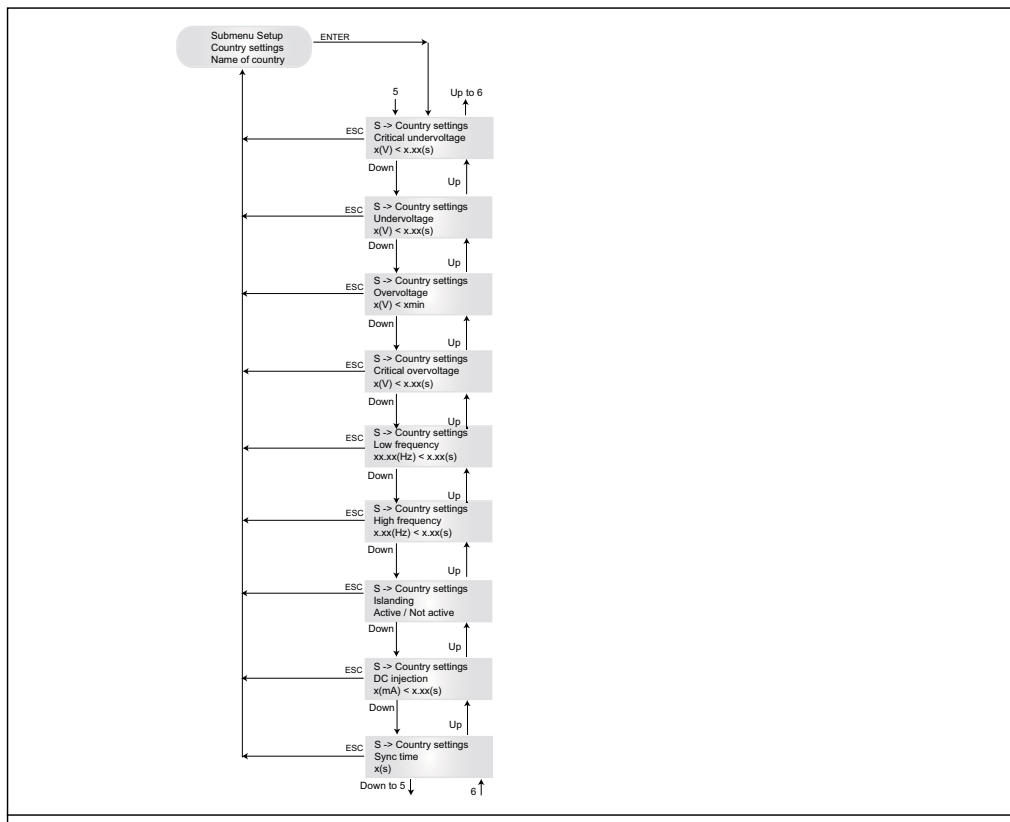 Submenu Setup
Country settings
Name of country
ENTER
5
Up to 6
ESC
S -> Country settings
Critical undervoltage
x(V) < x.xx(s)
Down
Up
ESC
S -> Country settings
Undervoltage
x(V) < x.xx(s)
Down
Up
ESC
S -> Country settings
Overvoltage
x(V) < xmin
Down
Up
ESC
S -> Country settings
Critical overvoltage
x(V) < x.xx(s)
Down
Up
ESC
S -> Country settings
Low frequency
xx.xx(Hz) < x.xx(s)
Down
Up
ESC
S -> Country settings
High frequency
x.xx(Hz) < x.xx(s)
Down
Up
ESC
S -> Country settings
Islanding
Active / Not active
Down
Up
ESC
S -> Country settings
DC injection
x(mA) < x.xx(s)
Down
Up
ESC
S -> Country settings
Sync time
x(s)
Down to 5
6